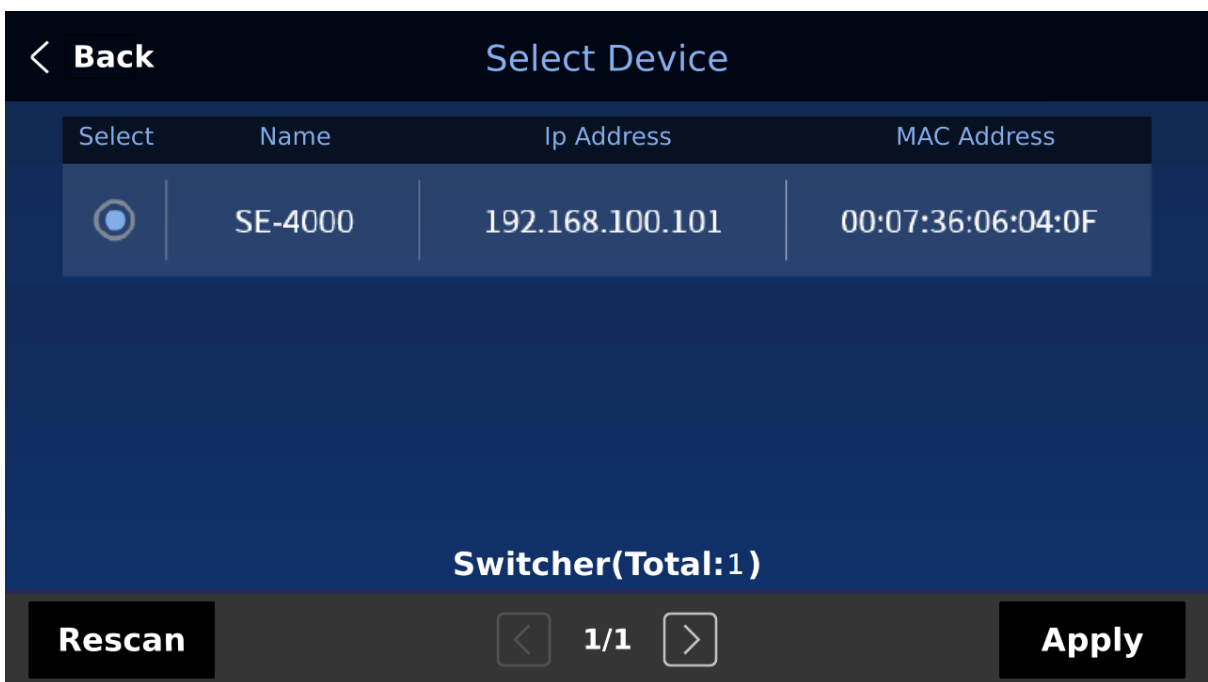 Back
Select Device
Select Name Ip Address MAC Address
SE-4000 192.168.100.101 00:07:36:06:04:0F
Switcher(Total:1)
Rescan 1/1 Apply